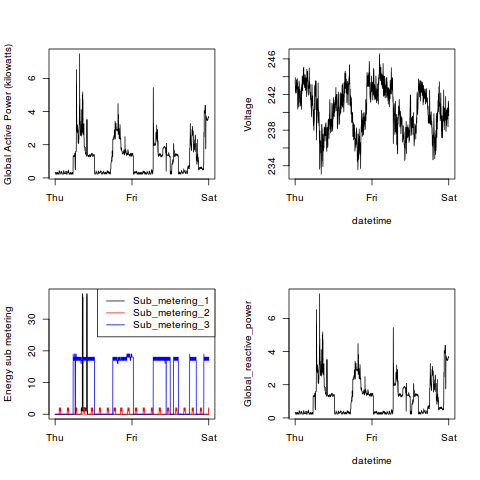 Global Active Power (kilowatts)
0 2 4 6
Thu Fri Sat
Voltage
234 238 242 246
Thu Fri Sat
datetime
Energy sub metering
0 10 20 30
Thu Fri Sat
Sub_metering_1
Sub_metering_2
Sub_metering_3
Global_reactive_power
0 2 4 6
Thu Fri Sat
datetime